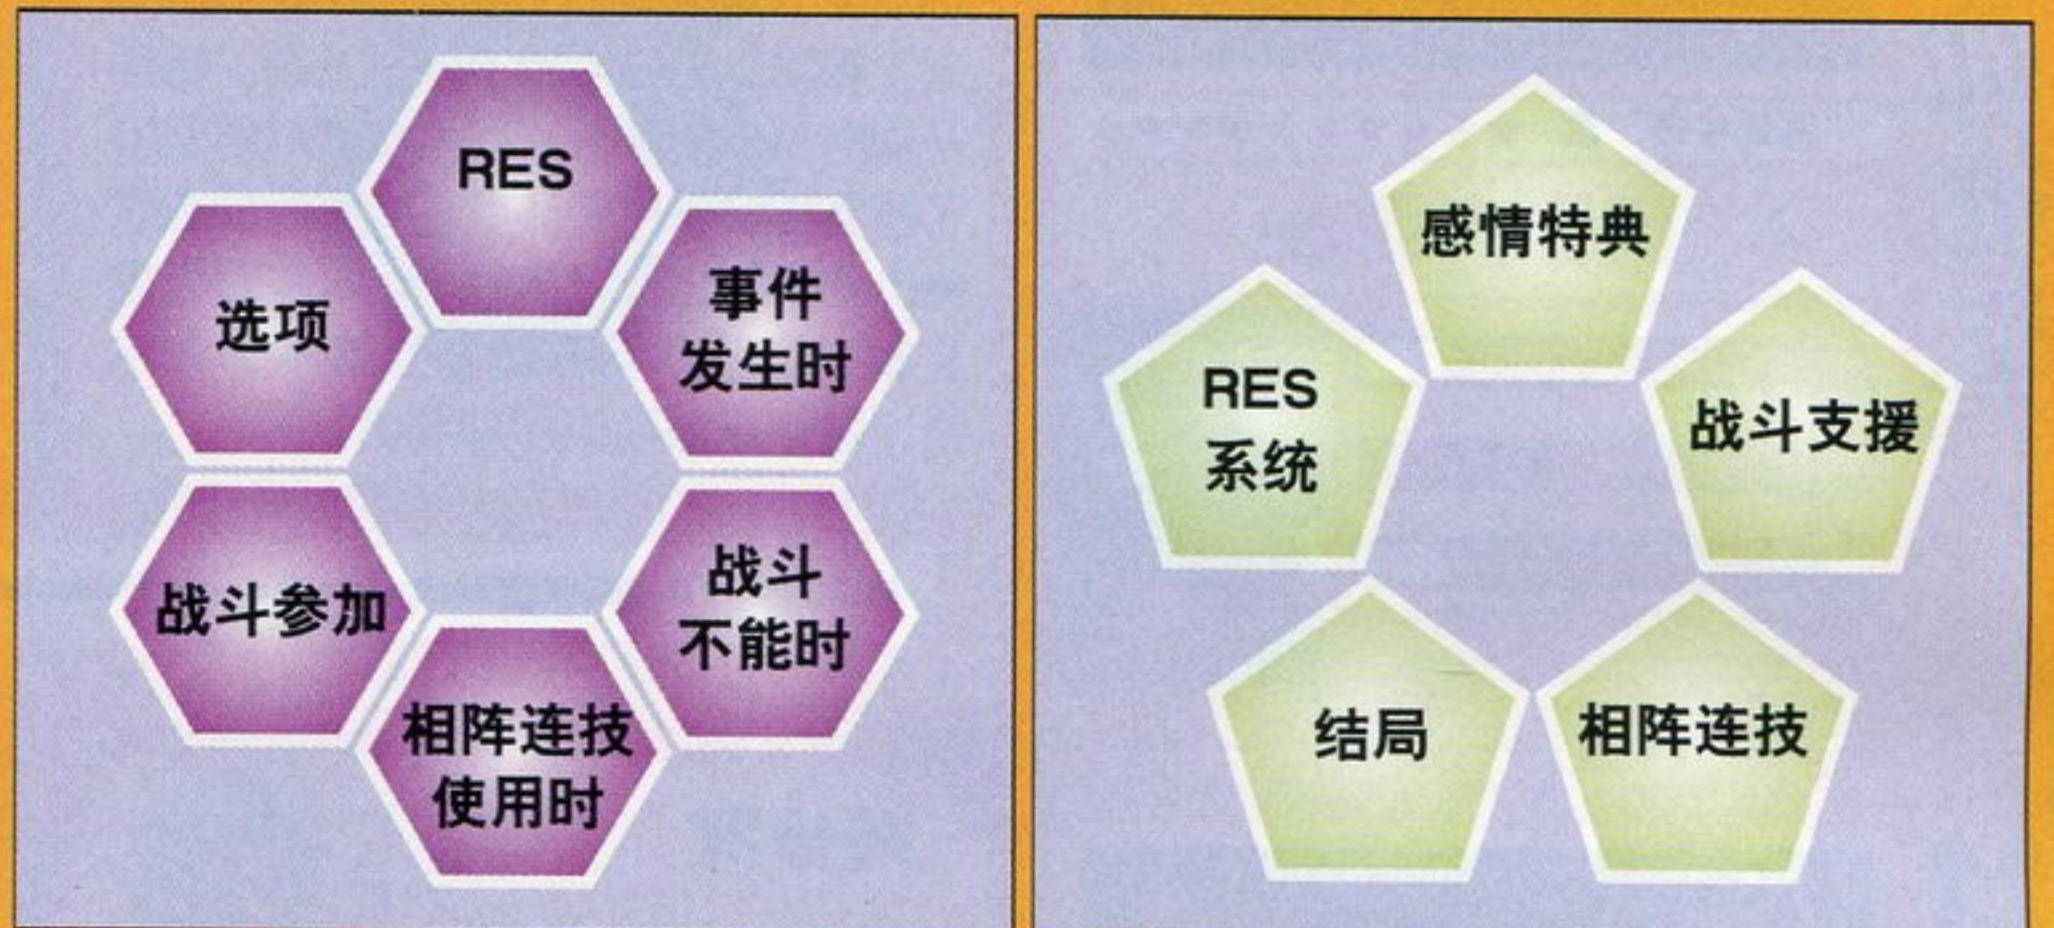 RES
选项
事件
发生时
战斗参加
战斗
不能时
相阵连技
使用时
感情特典
RES
系统
战斗支援
结局
相阵连技